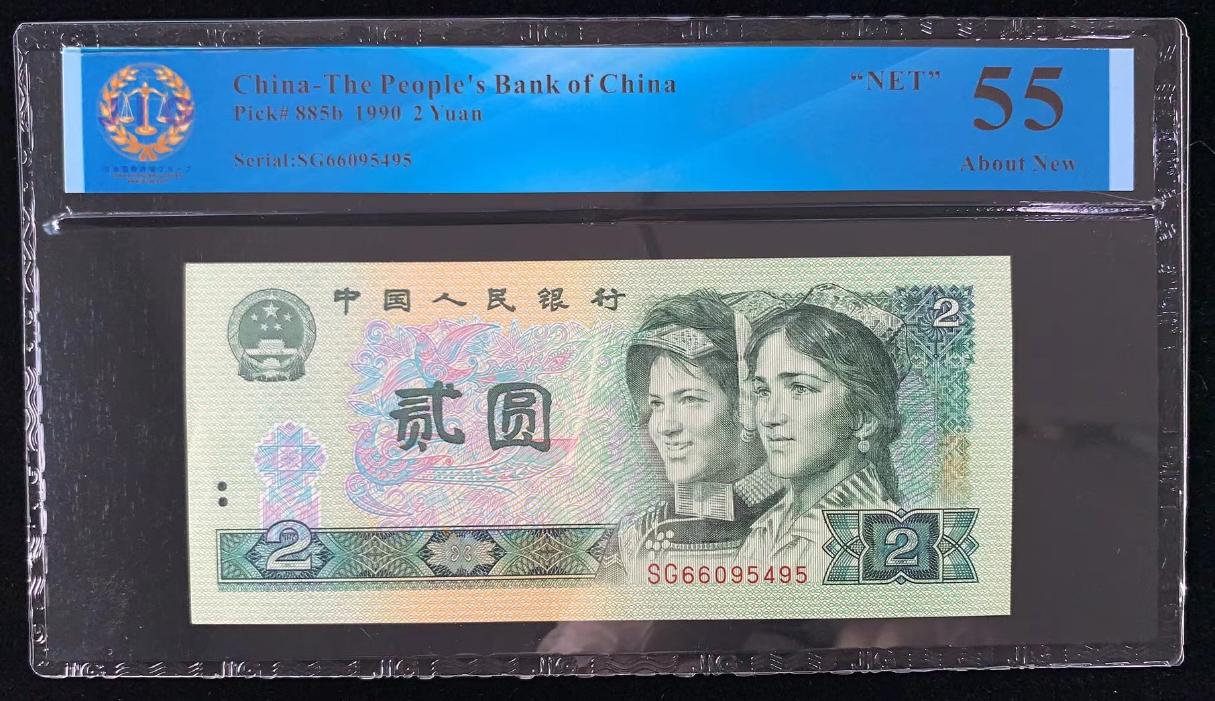 China-The People's Bank of China
Pick# 885b 1990 2 Yuan
Serial:SG66095495
"NET" 55
About New
中国人民银行
2
贰圆
2
2
SG66095495